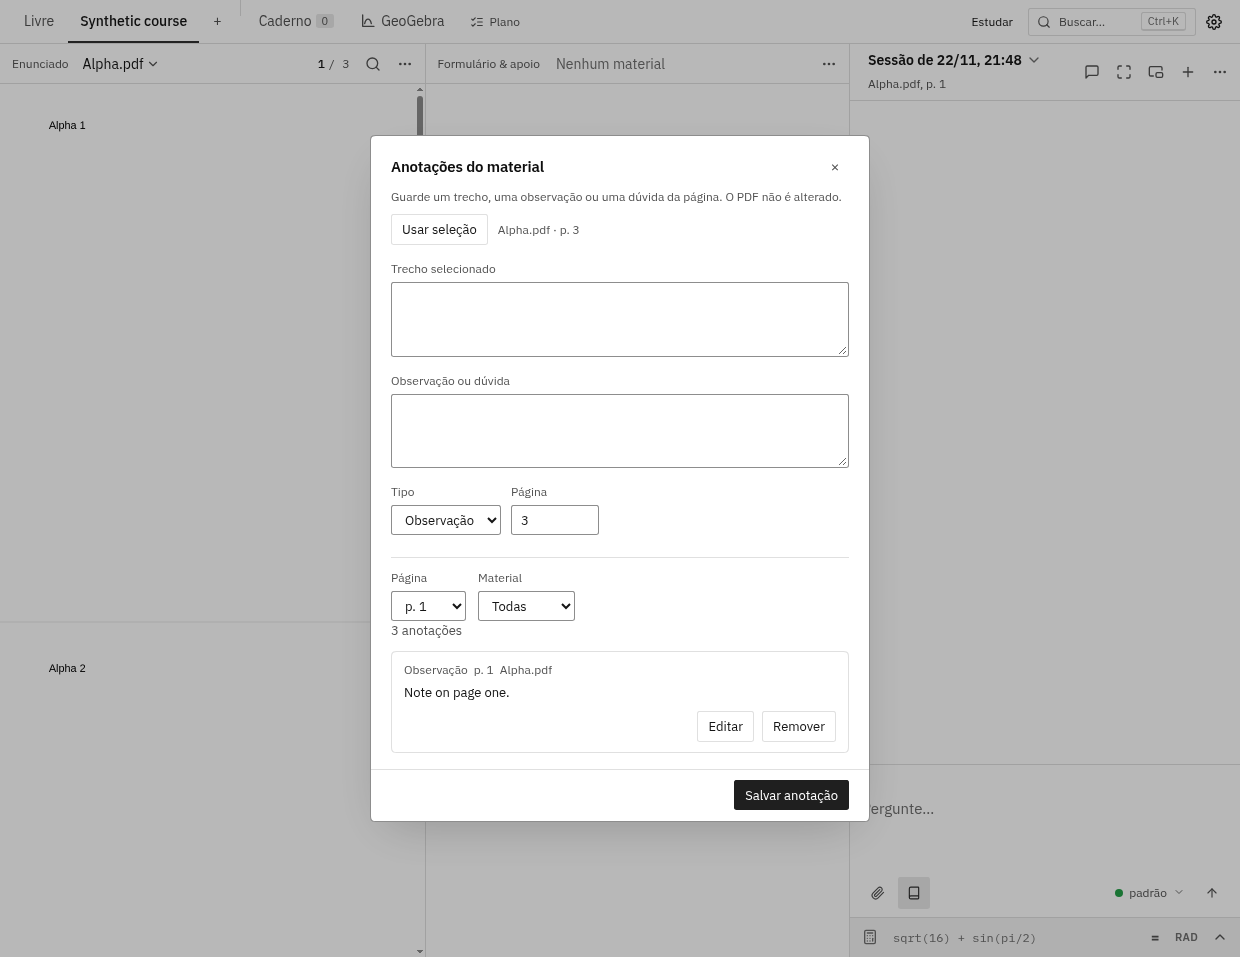 Livre
Synthetic course
+
Caderno 0
GeoGebra
Plano
Estudar
Buscar...
Ctrl+K
Enunciado Alpha.pdf
1 / 3
Formulário & apoio Nenhum material
Sessão de 22/11, 21:48
Alpha.pdf, p. 1
Alpha 1
Alpha 2
Anotações do material
×
Guarde um trecho, uma observação ou uma dúvida da página. O PDF não é alterado.
Usar seleção
Alpha.pdf · p. 3
Trecho selecionado
Observação ou dúvida
Tipo Página
Observação 3
Página Material
p. 1 Todas
3 anotações
Observação p. 1 Alpha.pdf
Note on page one.
Editar Remover
Salvar anotação
ergunte...
padrão
sqrt(16) + sin(pi/2)
= RAD